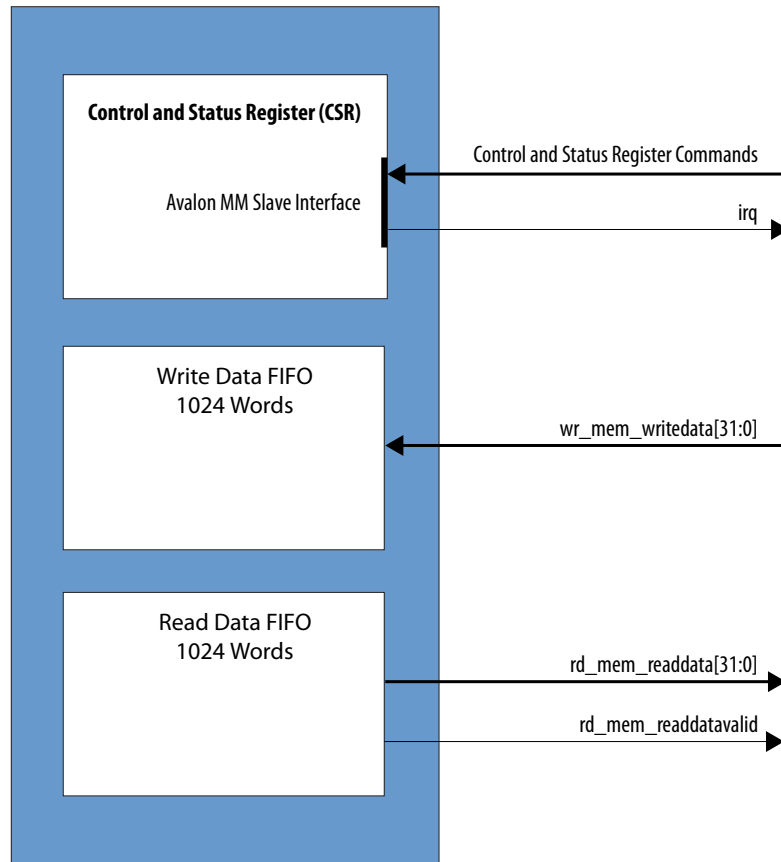 Control and Status Register (CSR)
Control and Status Register Commands
Avalon MM Slave Interface
irq
Write Data FIFO
1024 Words
wr_mem_writedata[31:0]
Read Data FIFO
1024 Words
rd_mem_readdata[31:0]
rd_mem_readdatavalid